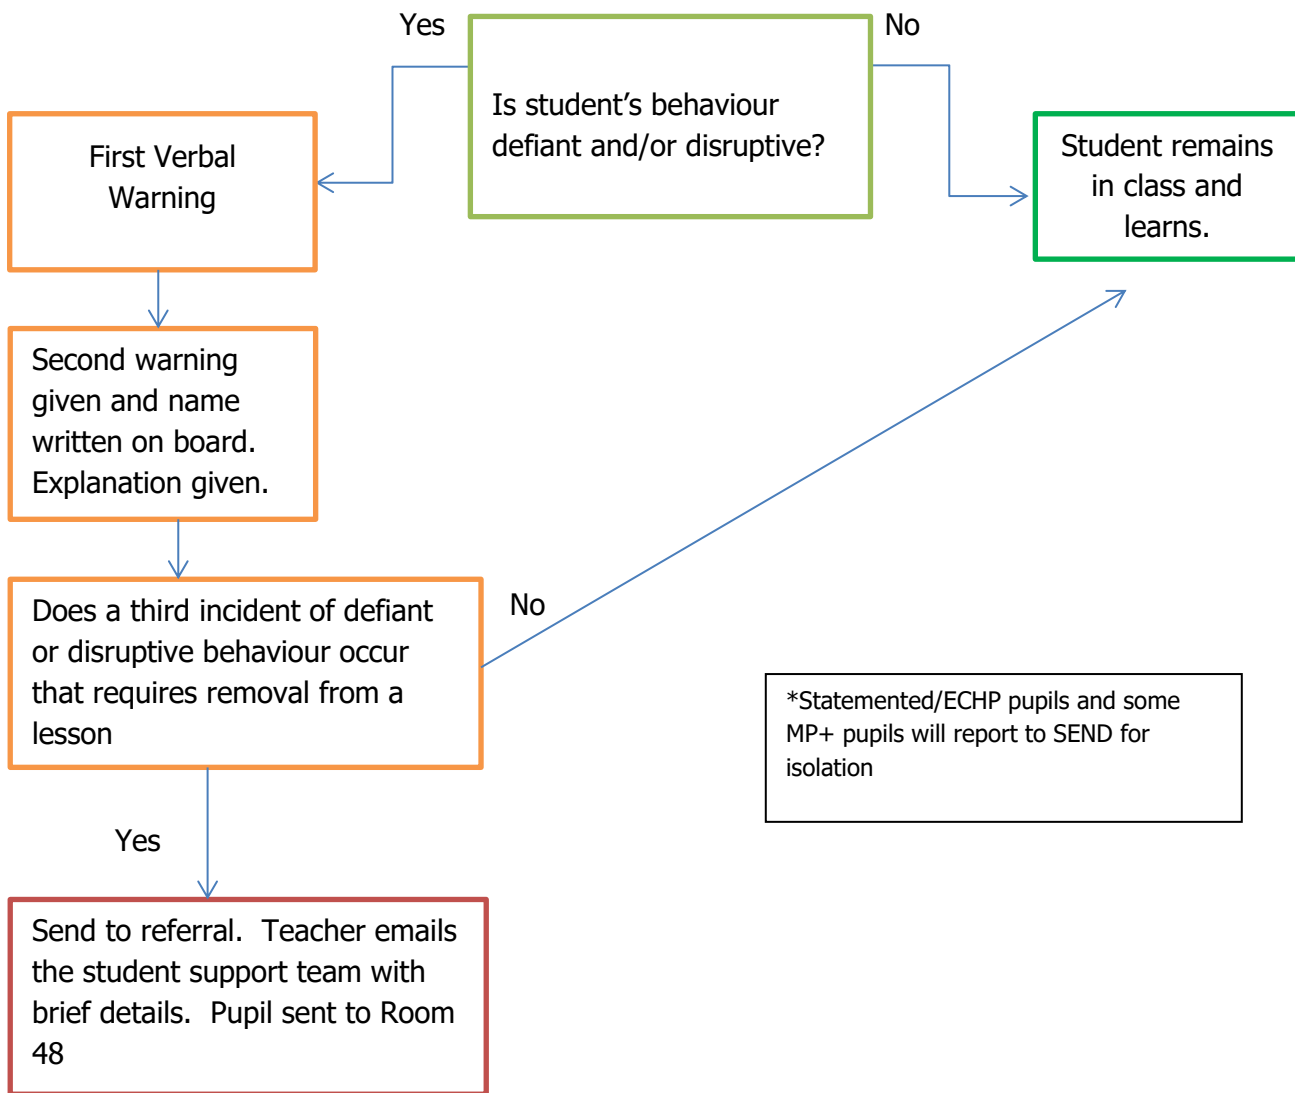 Yes
No
Is student’s behaviour
defiant and/or disruptive?
First Verbal
Warning
Student remains
in class and
learns.
Second warning
given and name
written on board.
Explanation given.
Does a third incident of defiant
or disruptive behaviour occur
that requires removal from a
lesson
No
*Statemented/ECHP pupils and some
MP+ pupils will report to SEND for
isolation
Yes
Send to referral.  Teacher emails
the student support team with
brief details.  Pupil sent to Room
48